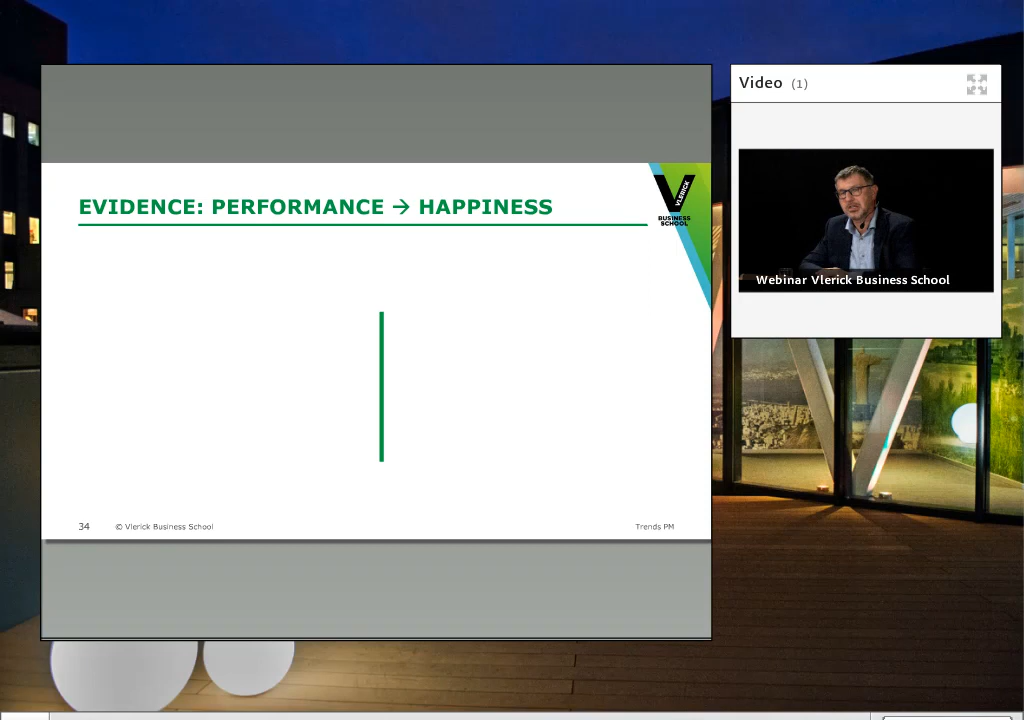 EVIDENCE: PERFORMANCE → HAPPINESS
VLERICK
BUSINESS
SCHOOL
34 © Vlerick Business School Trends PM
Video (1)
Webinar Vlerick Business School